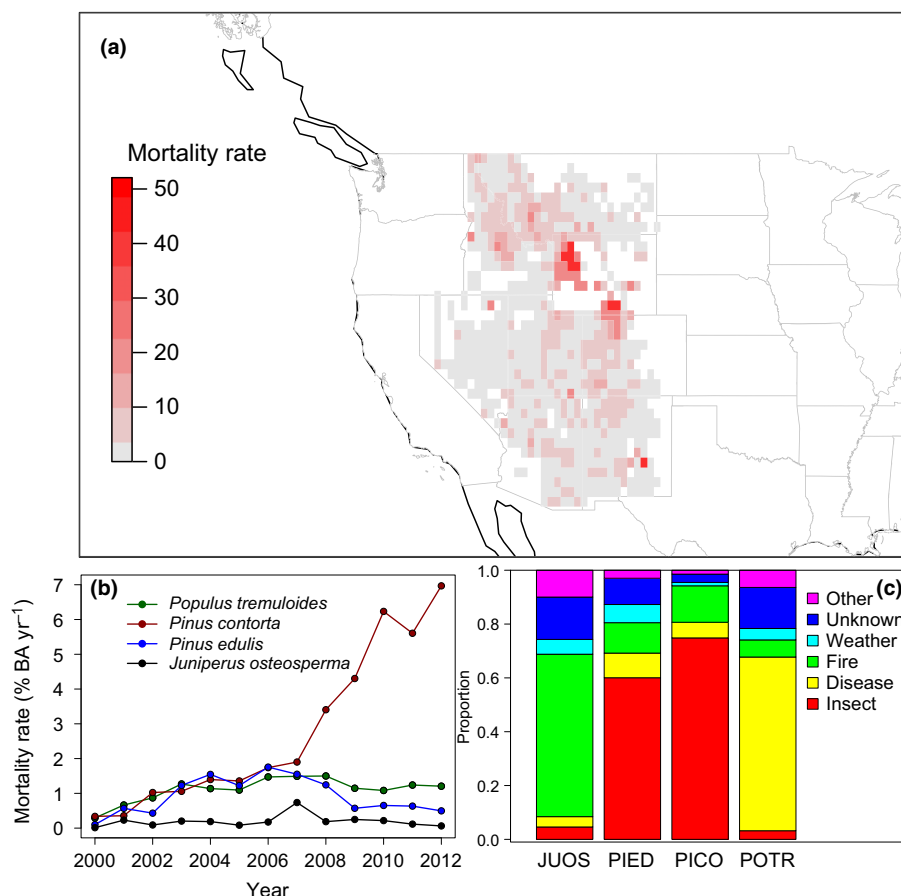 (a)
Mortality rate
50
40
30
20
10
0
(b)
7
6
5
4
3
2
1
0
Mortality rate (% BA yr⁻¹)
Populus tremuloides
Pinus contorta
Pinus edulis
Juniperus osteosperma
2000 2002 2004 2006 2008 2010 2012
Year
(c)
1.0
0.8
0.6
0.4
0.2
0.0
Proportion
Other
Unknown
Weather
Fire
Disease
Insect
JUOS PIED PICO POTR